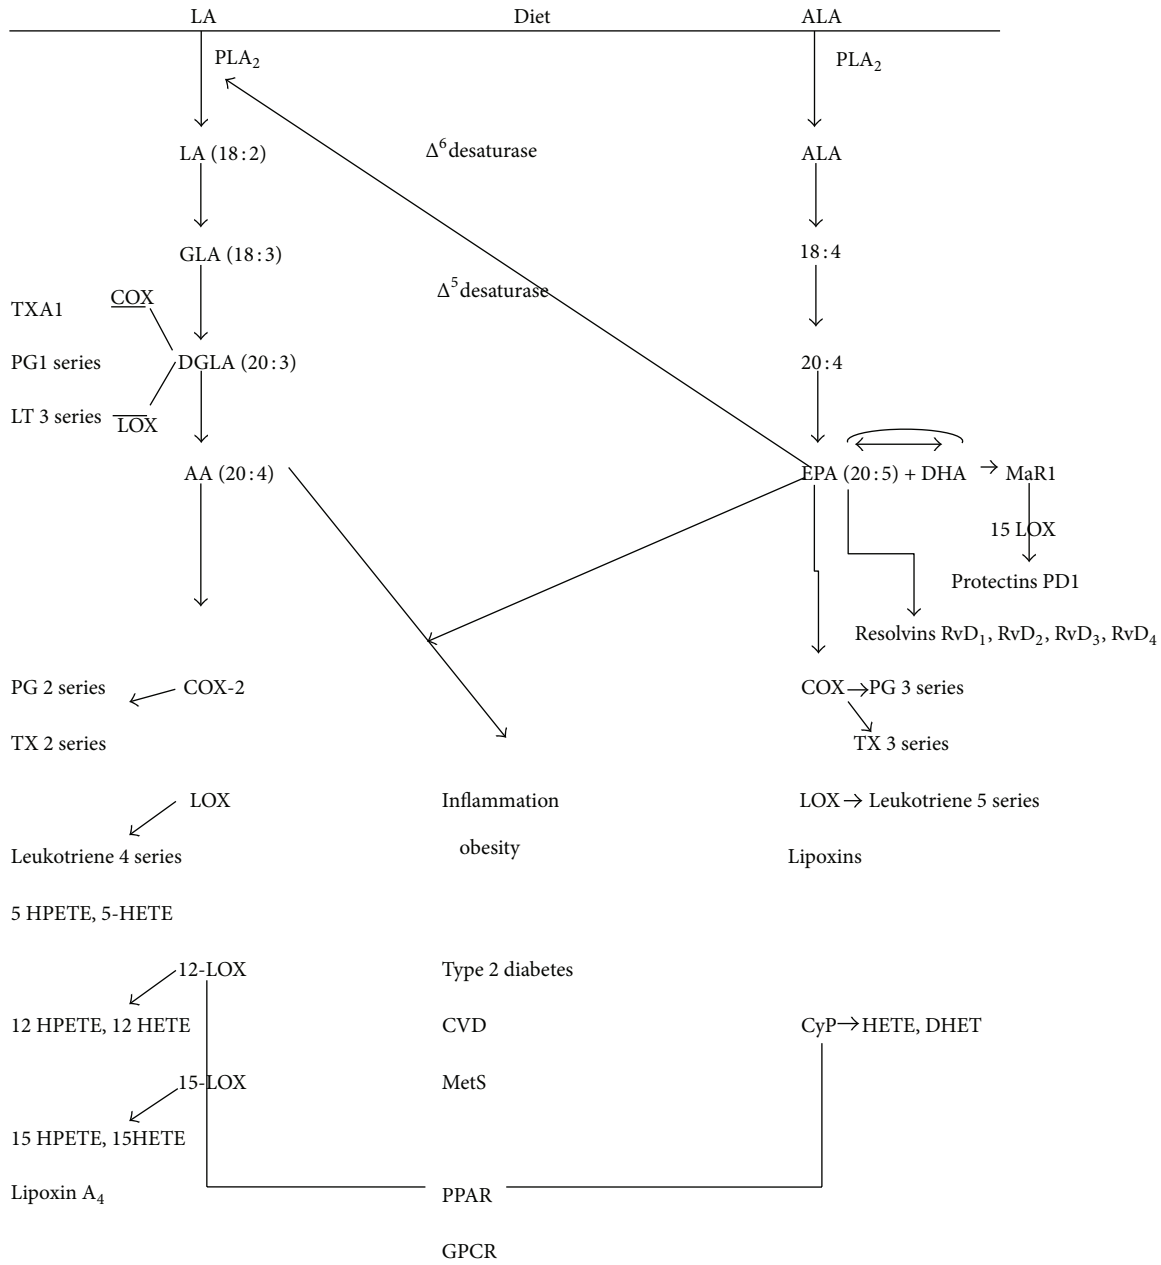 LA Diet ALA
PLA₂ PLA₂
LA (18:2) Δ⁶desaturase ALA
GLA (18:3) 18:4
Δ⁵desaturase
TXA1 COX
PG1 series DGLA (20:3) 20:4
LT 3 series LOX
AA (20:4) EPA (20:5) + DHA → MaR1
15 LOX
Protectins PD1
Resolvins RvD₁, RvD₂, RvD₃, RvD₄
PG 2 series COX-2 COX → PG 3 series
TX 2 series TX 3 series
LOX Inflammation LOX → Leukotriene 5 series
obesity
Leukotriene 4 series Lipoxins
5 HPETE, 5-HETE
12-LOX Type 2 diabetes
12 HPETE, 12 HETE CVD CyP → HETE, DHET
15-LOX MetS
15 HPETE, 15HETE
Lipoxin A₄ PPAR
GPCR